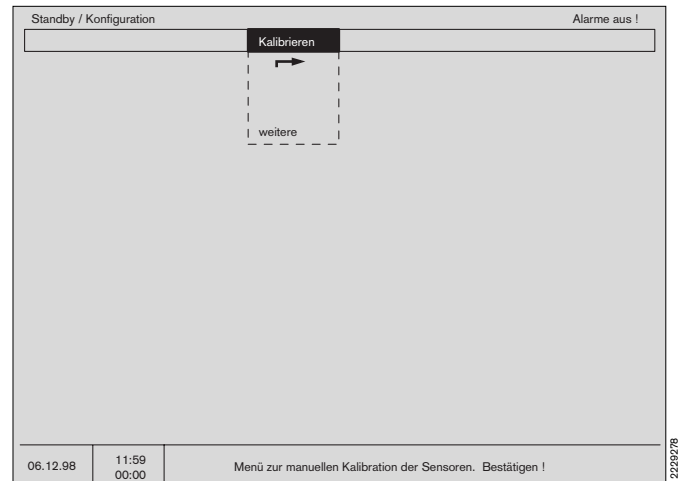 Standby / Konfiguration Alarme aus !
Kalibrieren
weitere
06.12.98 11:59 Menü zur manuellen Kalibration der Sensoren. Bestätigen !
00:00
2229278